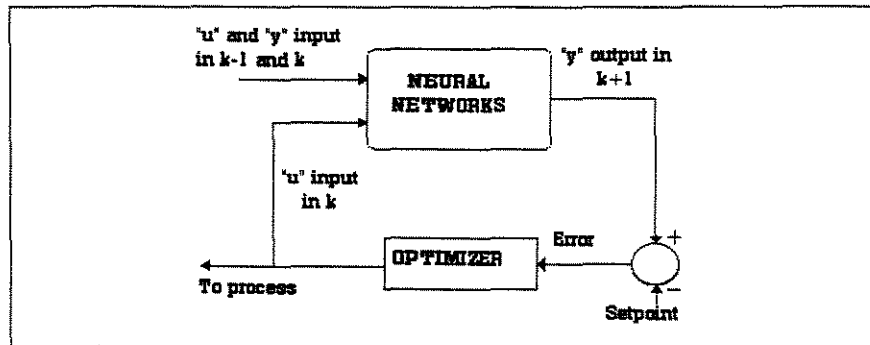 "u" and "y" input
in k-1 and k
NEURAL
NETWORKS
"y" output in
k+1
"u" input
in k
Error
+
OPTIMIZER
To process
−
Setpoint